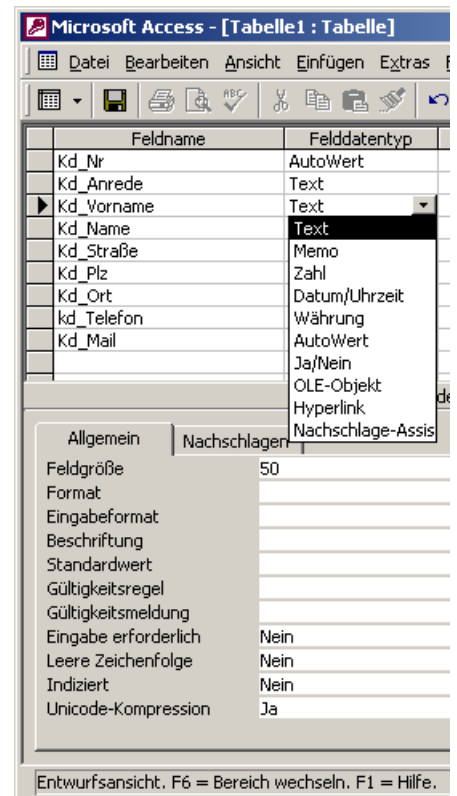 Microsoft Access - [Tabelle1 : Tabelle]
Datei Bearbeiten Ansicht Einfügen Extras
ABC
Feldname Felddatentyp
Kd_Nr AutoWert
Kd_Anrede Text
Kd_Vorname Text
Kd_Name Text
Kd_Straße Memo
Kd_Plz Zahl
Kd_Ort Datum/Uhrzeit
kd_Telefon Währung
Kd_Mail AutoWert
Ja/Nein
OLE-Objekt
Hyperlink
Nachschlage-Assis
Allgemein Nachschlagen
Feldgröße 50
Format
Eingabeformat
Beschriftung
Standardwert
Gültigkeitsregel
Gültigkeitsmeldung
Eingabe erforderlich Nein
Leere Zeichenfolge Nein
Indiziert Nein
Unicode-Kompression Ja
Entwurfsansicht. F6 = Bereich wechseln. F1 = Hilfe.